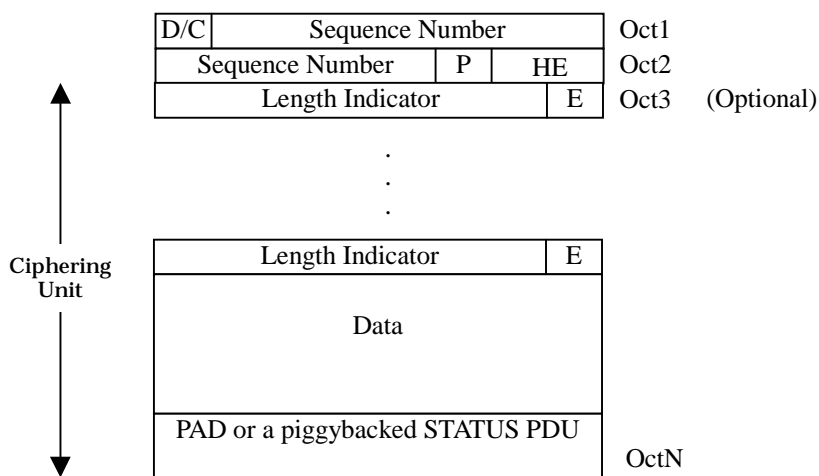 D/C Sequence Number Oct1
Sequence Number P HE Oct2
Length Indicator E Oct3 (Optional)
.
.
.
Length Indicator E
Ciphering
Unit
Data
PAD or a piggybacked STATUS PDU
OctN